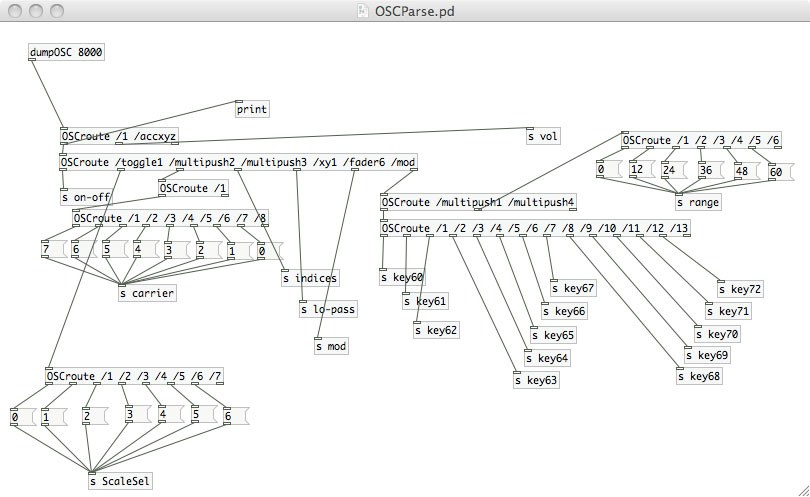 OSCParse.pd
dumpOSC 8000
print
OSCroute /1 /accxyz
s vol
OSCroute /1 /2 /3 /4 /5 /6
OSCroute /toggle1 /multipush2 /multipush3 /xy1 /fader6 /mod
0 12 24 36 48 60
OSCroute /1
s on-off
OSCroute /multipush1 /multipush4
s range
OSCroute /1 /2 /3 /4 /5 /6 /7 /8
OSCroute /1 /2 /3 /4 /5 /6 /7 /8 /9 /10 /11 /12 /13
7 6 5 4 3 2 1 0
s indices
s key60
s key67
s key72
s carrier
s key61
s key66
s key71
s lo-pass
s key62
s key65
s key70
s mod
s key64
s key69
s key63
s key68
OSCroute /1 /2 /3 /4 /5 /6 /7
0 1 2 3 4 5 6
s ScaleSel